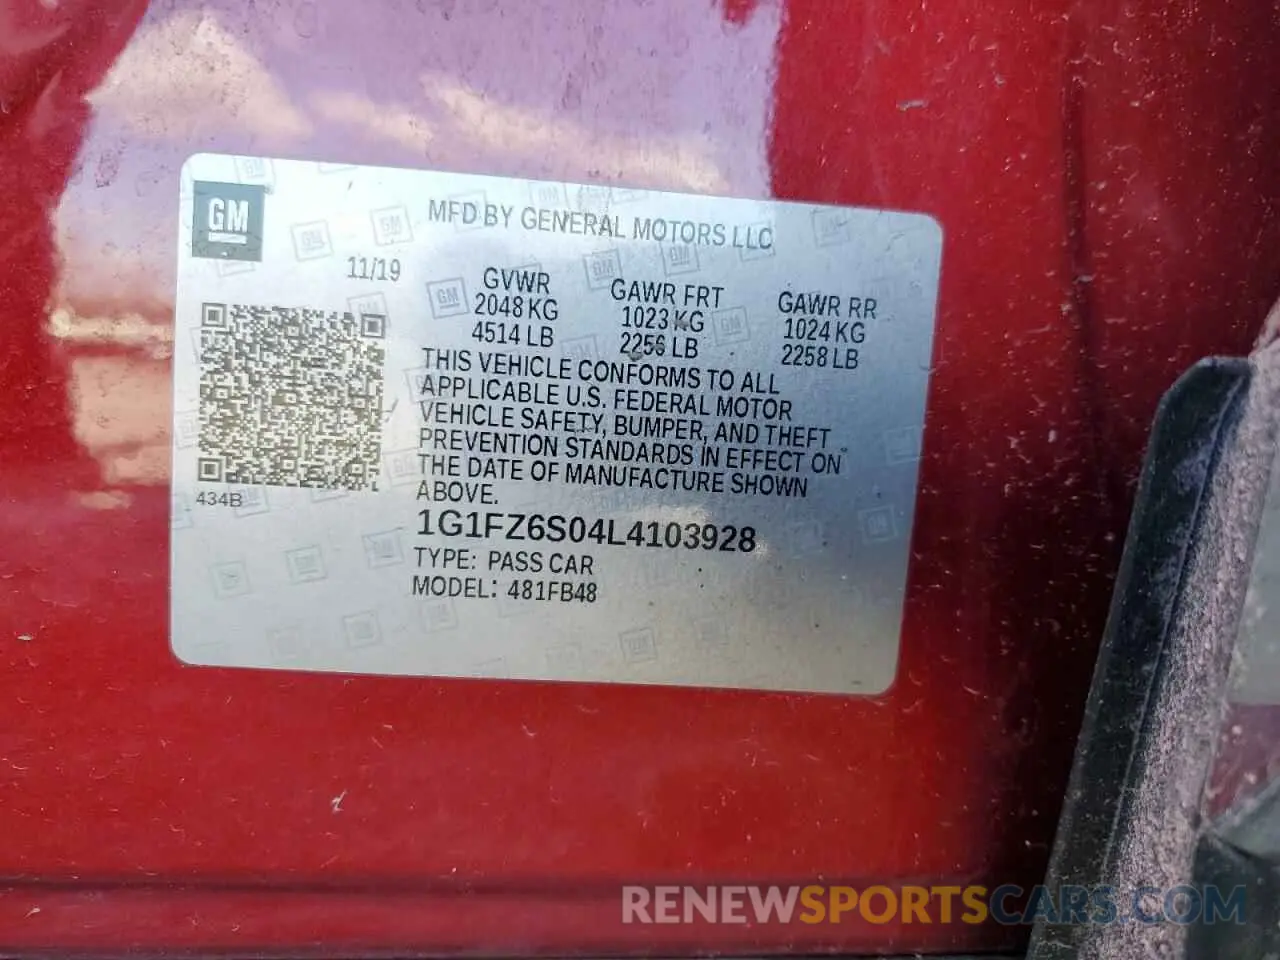 GM
MFD BY GENERAL MOTORS LLC
11/19
GVWR
2048 KG
4514 LB
GAWR FRT
1023 KG
2256 LB
GAWR RR
1024 KG
2258 LB
THIS VEHICLE CONFORMS TO ALL
APPLICABLE U.S. FEDERAL MOTOR
VEHICLE SAFETY, BUMPER, AND THEFT
PREVENTION STANDARDS IN EFFECT ON
THE DATE OF MANUFACTURE SHOWN
ABOVE.
434B
1G1FZ6S04L4103928
TYPE: PASS CAR
MODEL: 481FB48
RENEWSPORTSCARS.COM